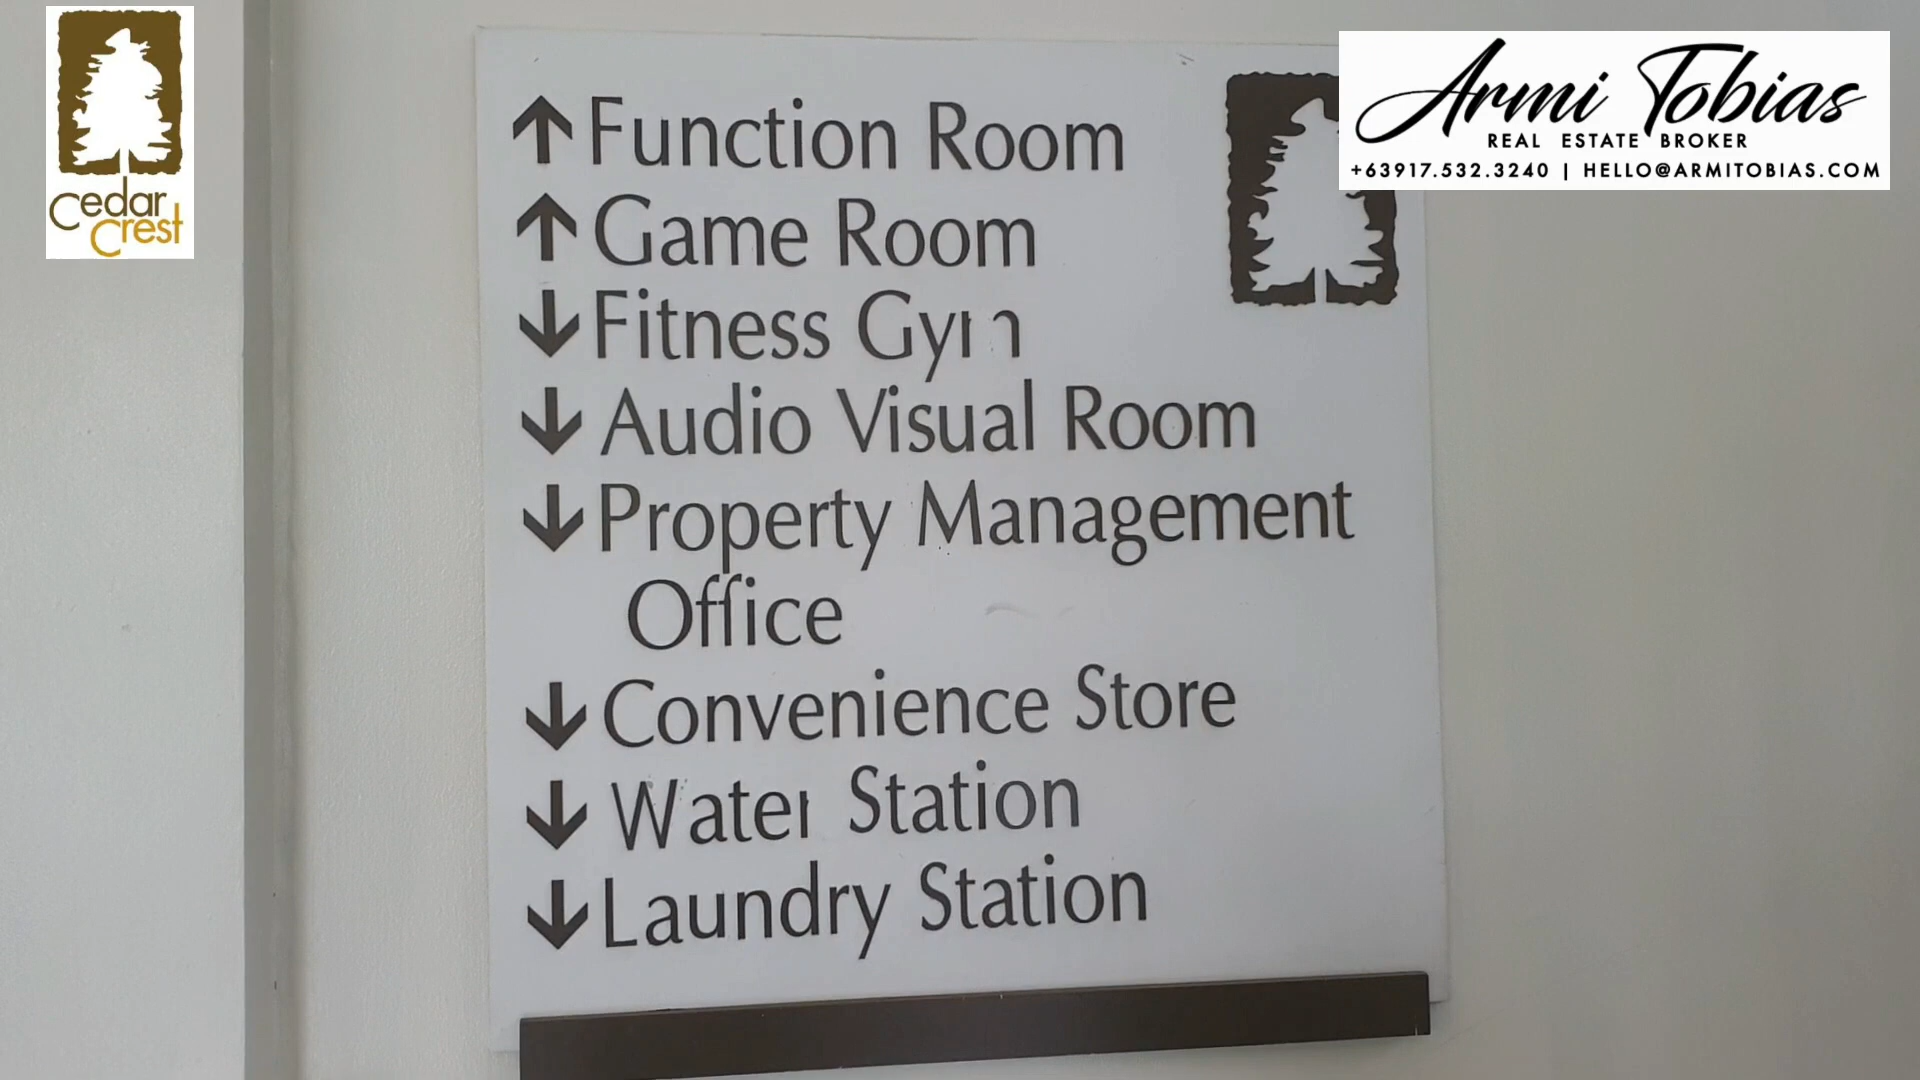 cedar
crest
Armi Tobias
REAL ESTATE BROKER
+63917.532.3240 | HELLO@ARMITOBIAS.COM
↑ Function Room
↑ Game Room
↓ Fitness Gym
↓ Audio Visual Room
↓ Property Management
Office
↓ Convenience Store
↓ Water Station
↓ Laundry Station